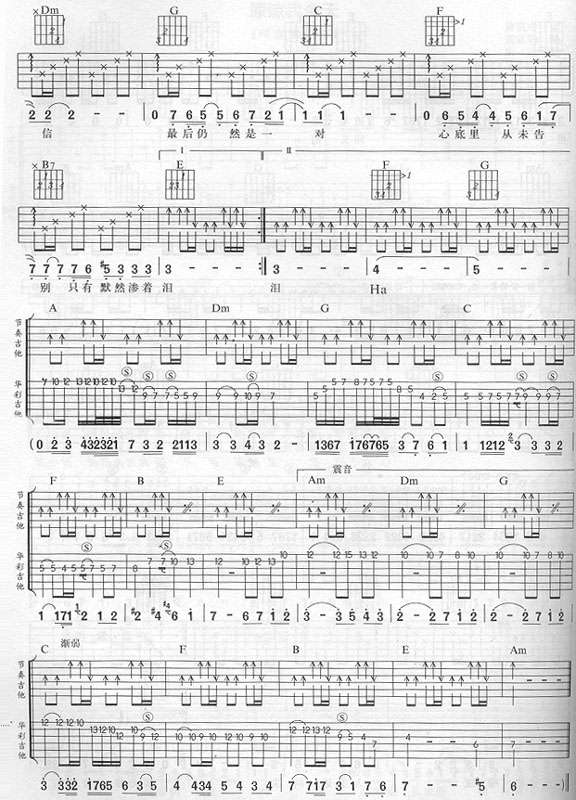 Dm G C F
2 2 2 - - 0 7 6 5 5 6 7 2 1 1 1 1 - - 0 6 5 4 4 5 6 1 7
信 最后仍 然是一 对 心底里 从未告
I II
B7 E F G
7 7 7 7 6 #5 3 3 3 3 - - 3 - - 4 - - 5 - -
别 只有 默然渗着 泪 泪 Ha
A Dm G C
节奏吉他
华彩吉他
(0 2 3 432321 7 3 2 2113 3 3 4 3 2 - 1367 176765 3 7 6 1 1 1212 3 3 3 2
震音
F B E Am Dm G
节奏吉他
华彩吉他
1 171 2 1 2 #2 #4 6 1 7 - 6 7 1 2 3 - 3 5 4 3 2 - 2 7 1 2 2 - 2 7 1 2
渐弱
C F B E Am
节奏吉他
华彩吉他
3 332 1765 6 3 5 4 434 5 4 3 4 7 7 17 3 1 7 6 7 - - #5 6 - -)